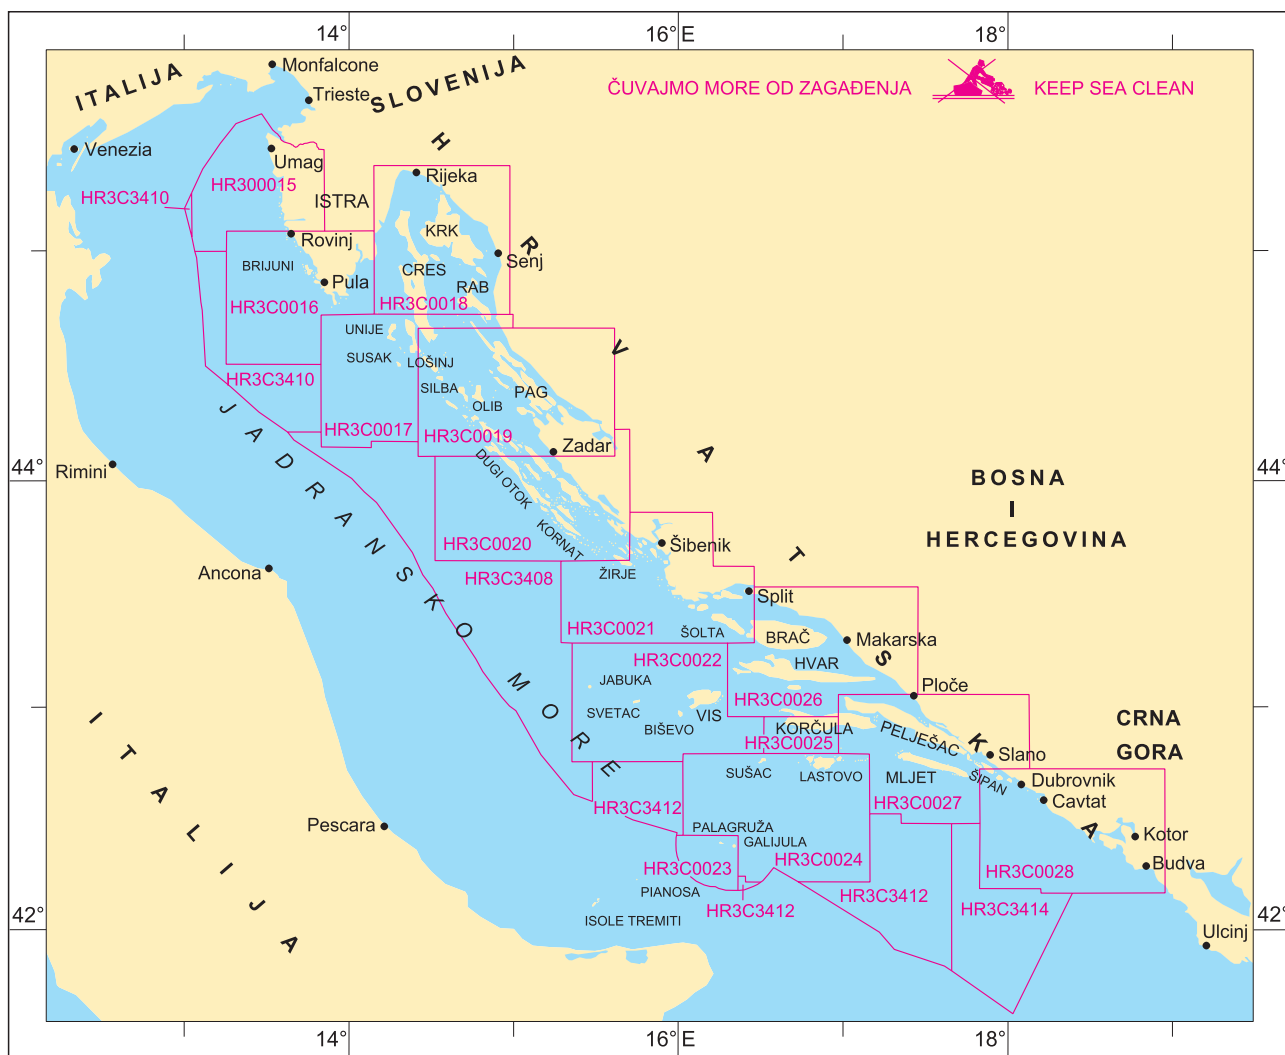 14°
16°E
18°
ITALIJA
Monfalcone
Trieste
SLOVENIJA
ČUVAJMO MORE OD ZAGAĐENJA
KEEP SEA CLEAN
Venezia
Umag
HR3C3410
HR300015
ISTRA
Rijeka
HRVATSKA
KRK
Rovinj
Senj
BRIJUNI
CRES
Pula
RAB
HR3C0016
HR3C0018
UNIJE
SUSAK
LOŠINJ
HR3C3410
SILBA
PAG
OLIB
HR3C0017
HR3C0019
Zadar
JADRANSKO MORE
44°
Rimini
DUGI OTOK
44°
BOSNA
I
HERCEGOVINA
KORNAT
HR3C0020
Šibenik
Ancona
HR3C3408
ŽIRJE
Split
HR3C0021
ŠOLTA
BRAČ
Makarska
HR3C0022
HVAR
JABUKA
Ploče
HR3C0026
SVETAC
VIS
BIŠEVO
KORČULA
PELJEŠAC
CRNA
GORA
HR3C0025
Slano
SUŠAC
LASTOVO
MLJET
ŠIPAN
Dubrovnik
Cavtat
HR3C3412
HR3C0027
ITALIJA
Pescara
PALAGRUŽA
GALIJULA
Kotor
HR3C0023
HR3C0024
Budva
HR3C0028
PIANOSA
HR3C3412
HR3C3412
HR3C3414
42°
ISOLE TREMITI
42°
Ulcinj
14°
16°E
18°